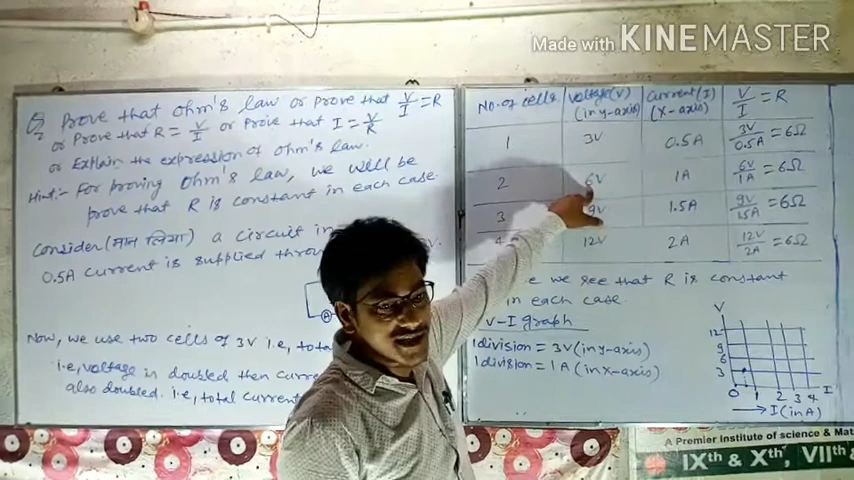 Made with KINEMASTER
Q Prove that Ohm's law or prove that V/I = R
or Prove that R = V/I or Prove that I = V/R
or Explain the expression of Ohm's law.
Hint:- For proving Ohm's law, we will be
prove that R is constant in each case.
Consider (मान लिया) a circuit in
0.5A current is supplied thro
A
Now, we use two cells of 3V i.e, tota
i.e, voltage in doubled then curr
also doubled. i.e, total current
No. of cells Voltage(V) (in y-axis) Current(I) (X-axis) V/I = R
1 3V 0.5A 3V/0.5A = 6Ω
2 6V 1A 6V/1A = 6Ω
3 9V 1.5A 9V/1.5A = 6Ω
4 12V 2A 12V/2A = 6Ω
e we see that R is constant
in each case.
V-I graph
1 division = 3V (in y-axis)
1 division = 1A (in x-axis)
V
12
9
6
3
0 1 2 3 4 I
I (in A)
A Premier Institute of Science & Math
IXth & Xth, VIIth